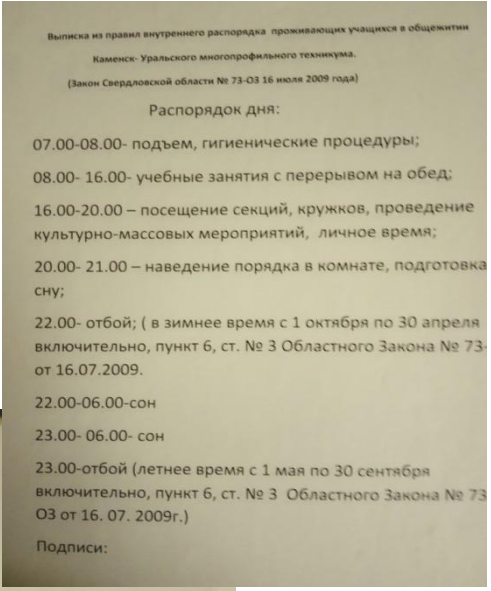 Выписка из правил внутреннего распорядка проживающих учащихся в общежитии
Каменск- Уральского многопрофильного техникума.
(Закон Свердловской области № 73-ОЗ 16 июля 2009 года)
Распорядок дня:
07.00-08.00- подъем, гигиенические процедуры;
08.00- 16.00- учебные занятия с перерывом на обед;
16.00-20.00 – посещение секций, кружков, проведение
культурно-массовых мероприятий, личное время;
20.00- 21.00 – наведение порядка в комнате, подготовка
сну;
22.00- отбой; ( в зимнее время с 1 октября по 30 апреля
включительно, пункт 6, ст. № 3 Областного Закона № 73-
от 16.07.2009.
22.00-06.00-сон
23.00- 06.00- сон
23.00-отбой (летнее время с 1 мая по 30 сентября
включительно, пункт 6, ст. № 3 Областного Закона № 73
ОЗ от 16. 07. 2009г.)
Подписи: